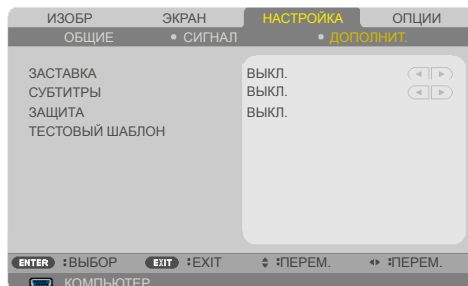 ИЗОБР ЭКРАН НАСТРОЙКА ОПЦИИ
ОБЩИЕ • СИГНАЛ • ДОПОЛНИТ.
ЗАСТАВКА ВЫКЛ.
СУБТИТРЫ ВЫКЛ.
ЗАЩИТА ВЫКЛ.
ТЕСТОВЫЙ ШАБЛОН
ENTER :ВЫБОР EXIT :EXIT :ПЕРЕМ. :ПЕРЕМ.
КОМПЬЮТЕР